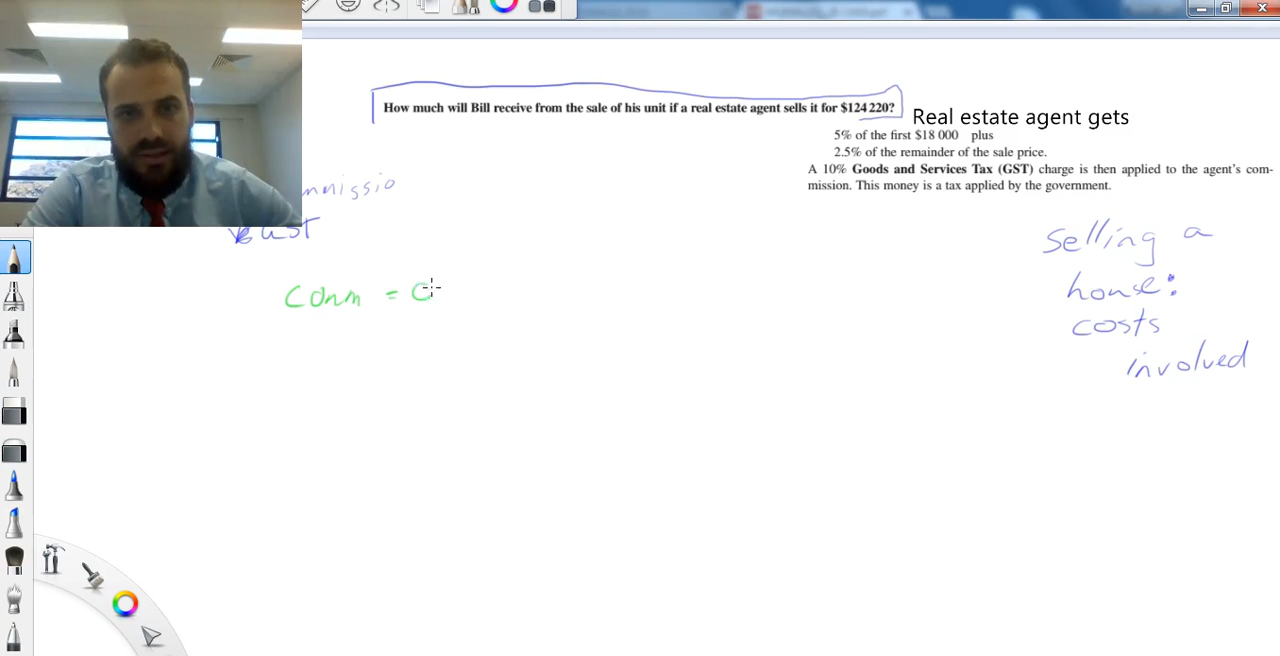 How much will Bill receive from the sale of his unit if a real estate agent sells it for $124 220?
Real estate agent gets
5% of the first $18 000 plus
2.5% of the remainder of the sale price.
A 10% Goods and Services Tax (GST) charge is then applied to the agent's com-
mission. This money is a tax applied by the government.
mnissio
Selling a
house:
costs
involved
Comm =